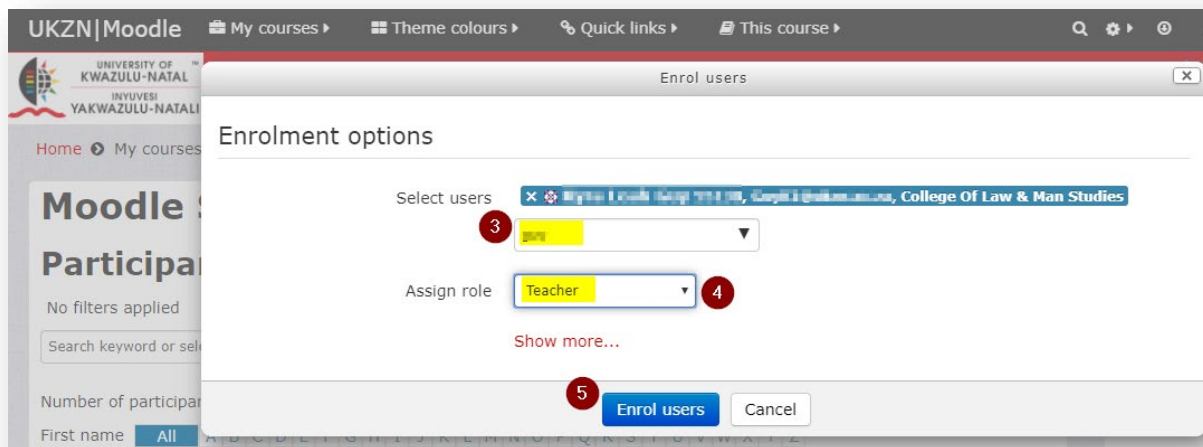 UKZN|Moodle My courses Theme colours Quick links This course
UNIVERSITY OF ™
KWAZULU-NATAL
INYUVESI
YAKWAZULU-NATALI
Enrol users
Enrolment options
Home My courses
Select users , College Of Law & Man Studies
Moodle
3
Participa
Assign role Teacher 4
No filters applied
Show more...
Search keyword or sele
5
Enrol users Cancel
Number of participar
First name All A B C D E F G H I J K L M N O P Q R S T U V W X Y Z